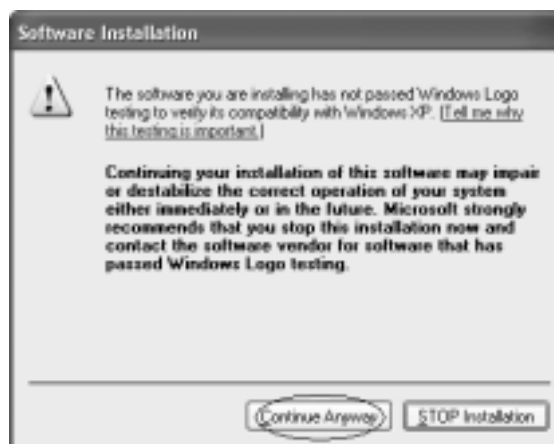 Software Installation
The software you are installing has not passed Windows Logo
testing to verify its compatibility with Windows XP. (Tell me why
this testing is important.)
Continuing your installation of this software may impair
or destabilize the correct operation of your system
either immediately or in the future. Microsoft strongly
recommends that you stop this installation now and
contact the software vendor for software that has
passed Windows Logo testing.
Continue Anyway
STOP Installation